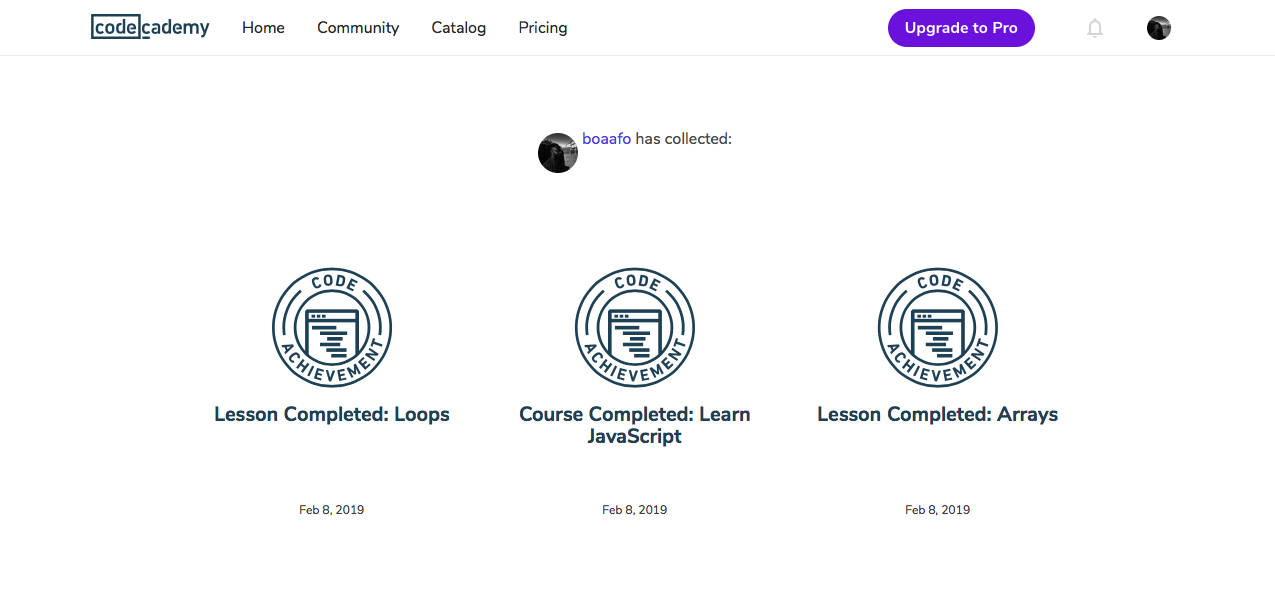 codecademy Home Community Catalog Pricing Upgrade to Pro
boaafo has collected:
CODE ACHIEVEMENT CODE ACHIEVEMENT CODE ACHIEVEMENT
Lesson Completed: Loops
Course Completed: Learn
JavaScript
Lesson Completed: Arrays
Feb 8, 2019 Feb 8, 2019 Feb 8, 2019